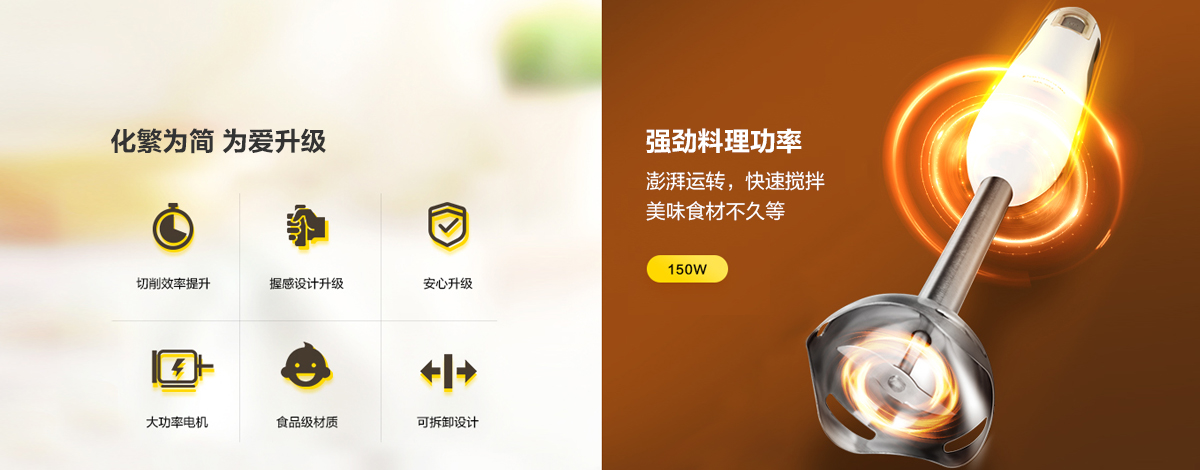 化繁为简 为爱升级
切削效率提升
握感设计升级
安心升级
大功率电机
食品级材质
可拆卸设计
强劲料理功率
澎湃运转，快速搅拌
美味食材不久等
150W